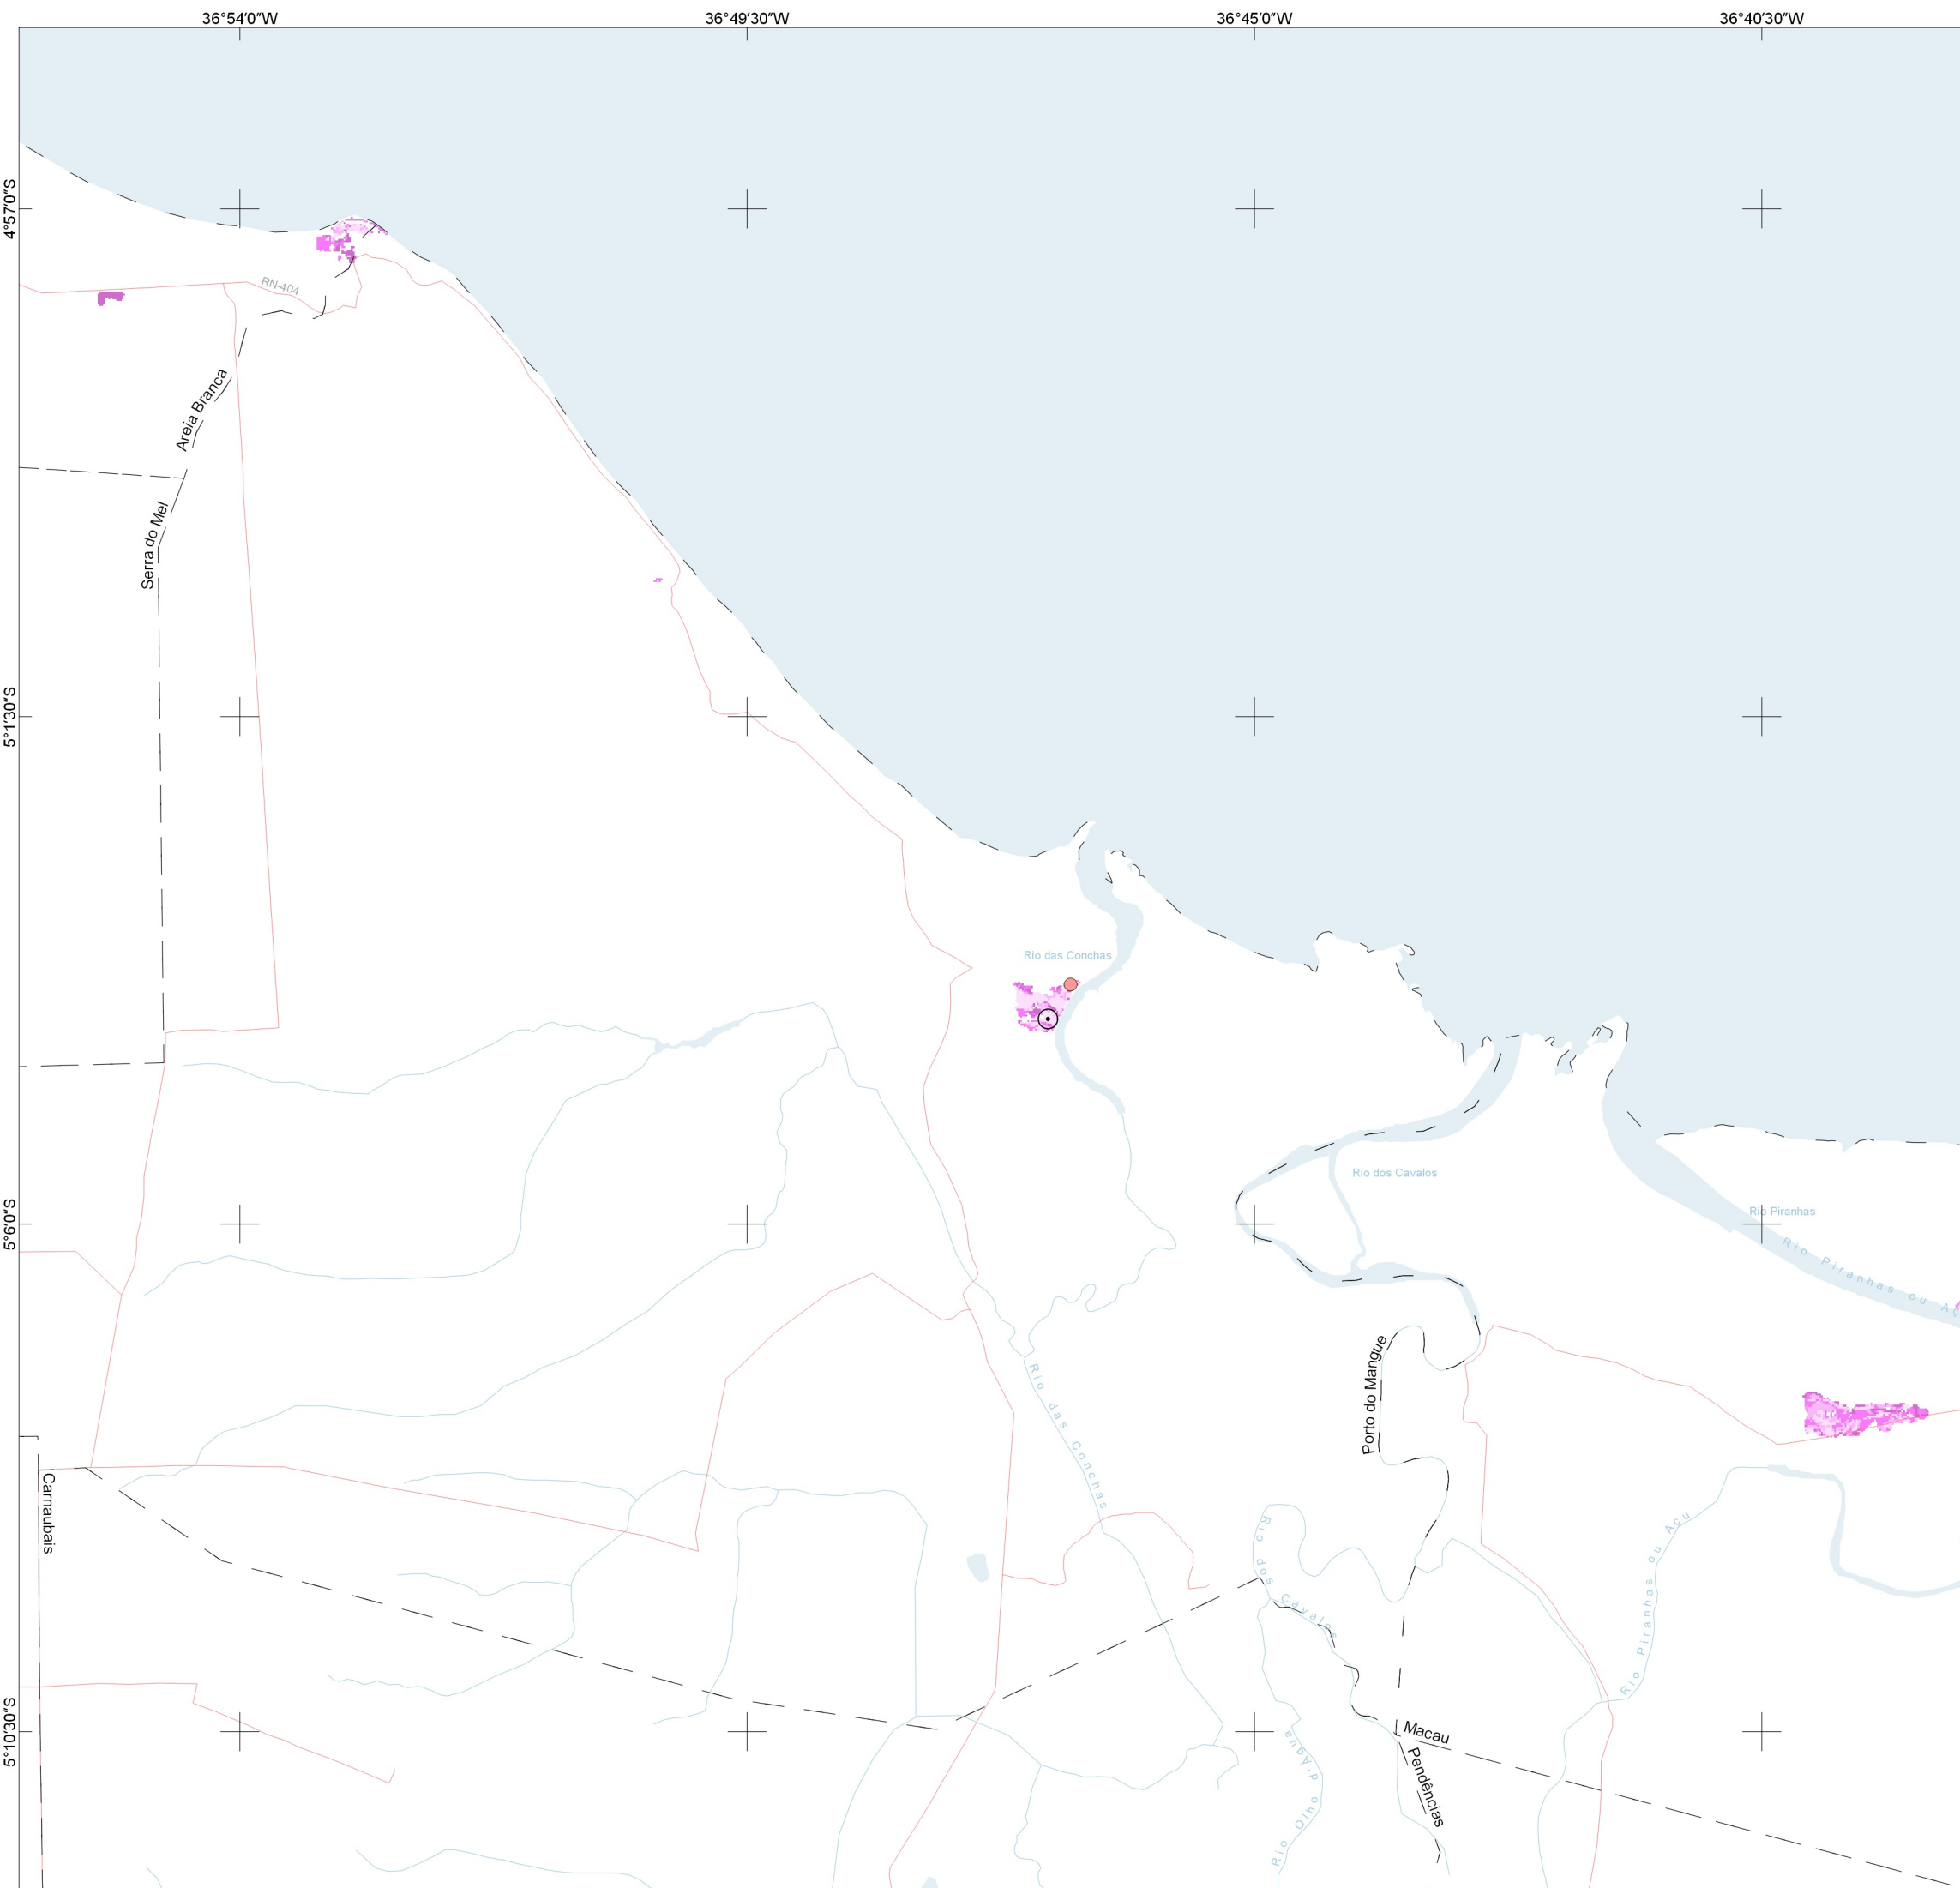 36°54'0"W
36°49'30"W
36°45'0"W
36°40'30"W
4°57'0"S
RN-404
Areia Branca
Serra do Mel
5°1'30"S
Rio das Conchas
Rio dos Cavalos
Rio Piranhas
5°6'0"S
Rio Piranhas ou Aç
Porto do Mangue
Rio das Conchas
Carnaubais
Rio dos Cavalos
Rio Piranhas ou Açu
5°10'30"S
Macau
Pendências
Rio Olho d'Água